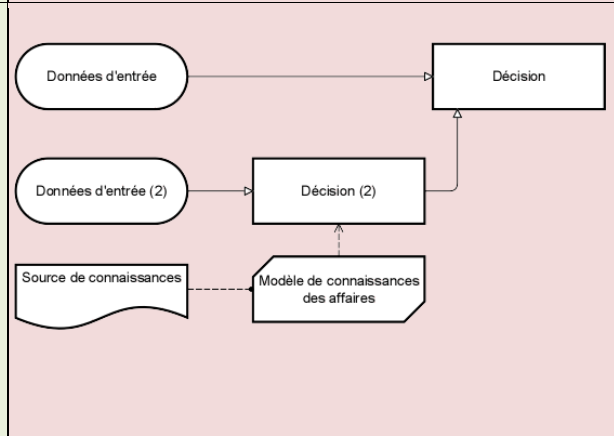 Données d'entrée
Décision
Données d'entrée (2)
Décision (2)
Source de connaissances
Modèle de connaissances
des affaires